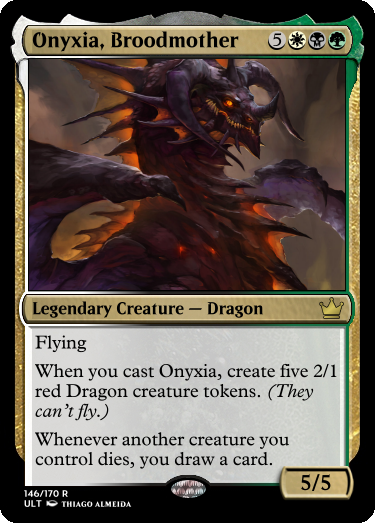 Onyxia, Broodmother 5
Legendary Creature — Dragon
Flying
When you cast Onyxia, create five 2/1
red Dragon creature tokens. (They
can't fly.)
Whenever another creature you
control dies, you draw a card.
5/5
146/170 R
ULT THIAGO ALMEIDA